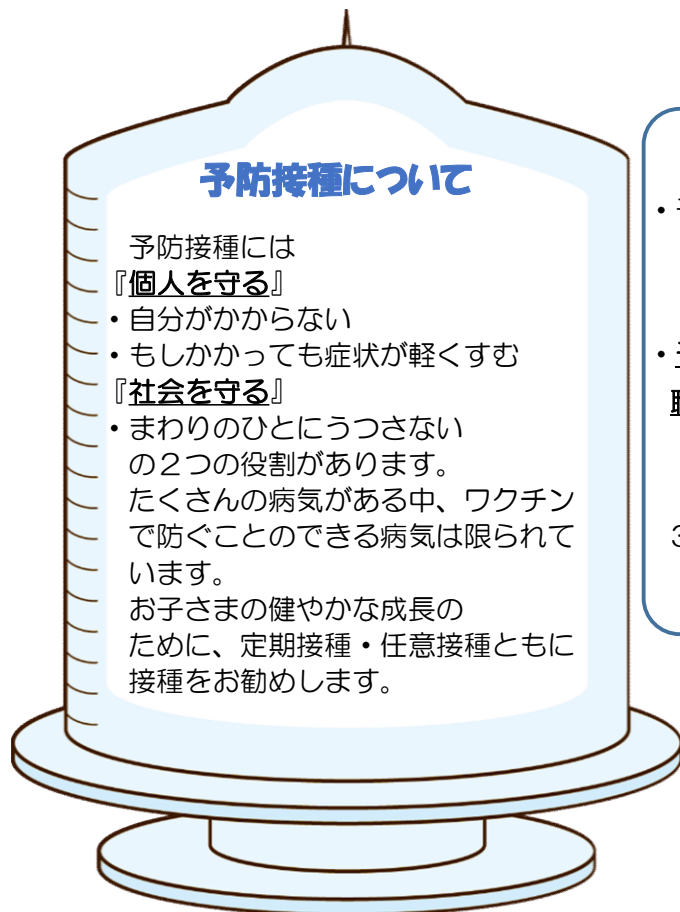 予防接種について
予防接種には
『個人を守る』
・自分がかからない
・もしかかっても症状が軽くすむ
『社会を守る』
・まわりのひとにうつさない
の２つの役割があります。
たくさんの病気がある中、ワクチン
で防ぐことのできる病気は限られて
います。
お子さまの健やかな成長の
ために、定期接種・任意接種ともに
接種をお勧めします。